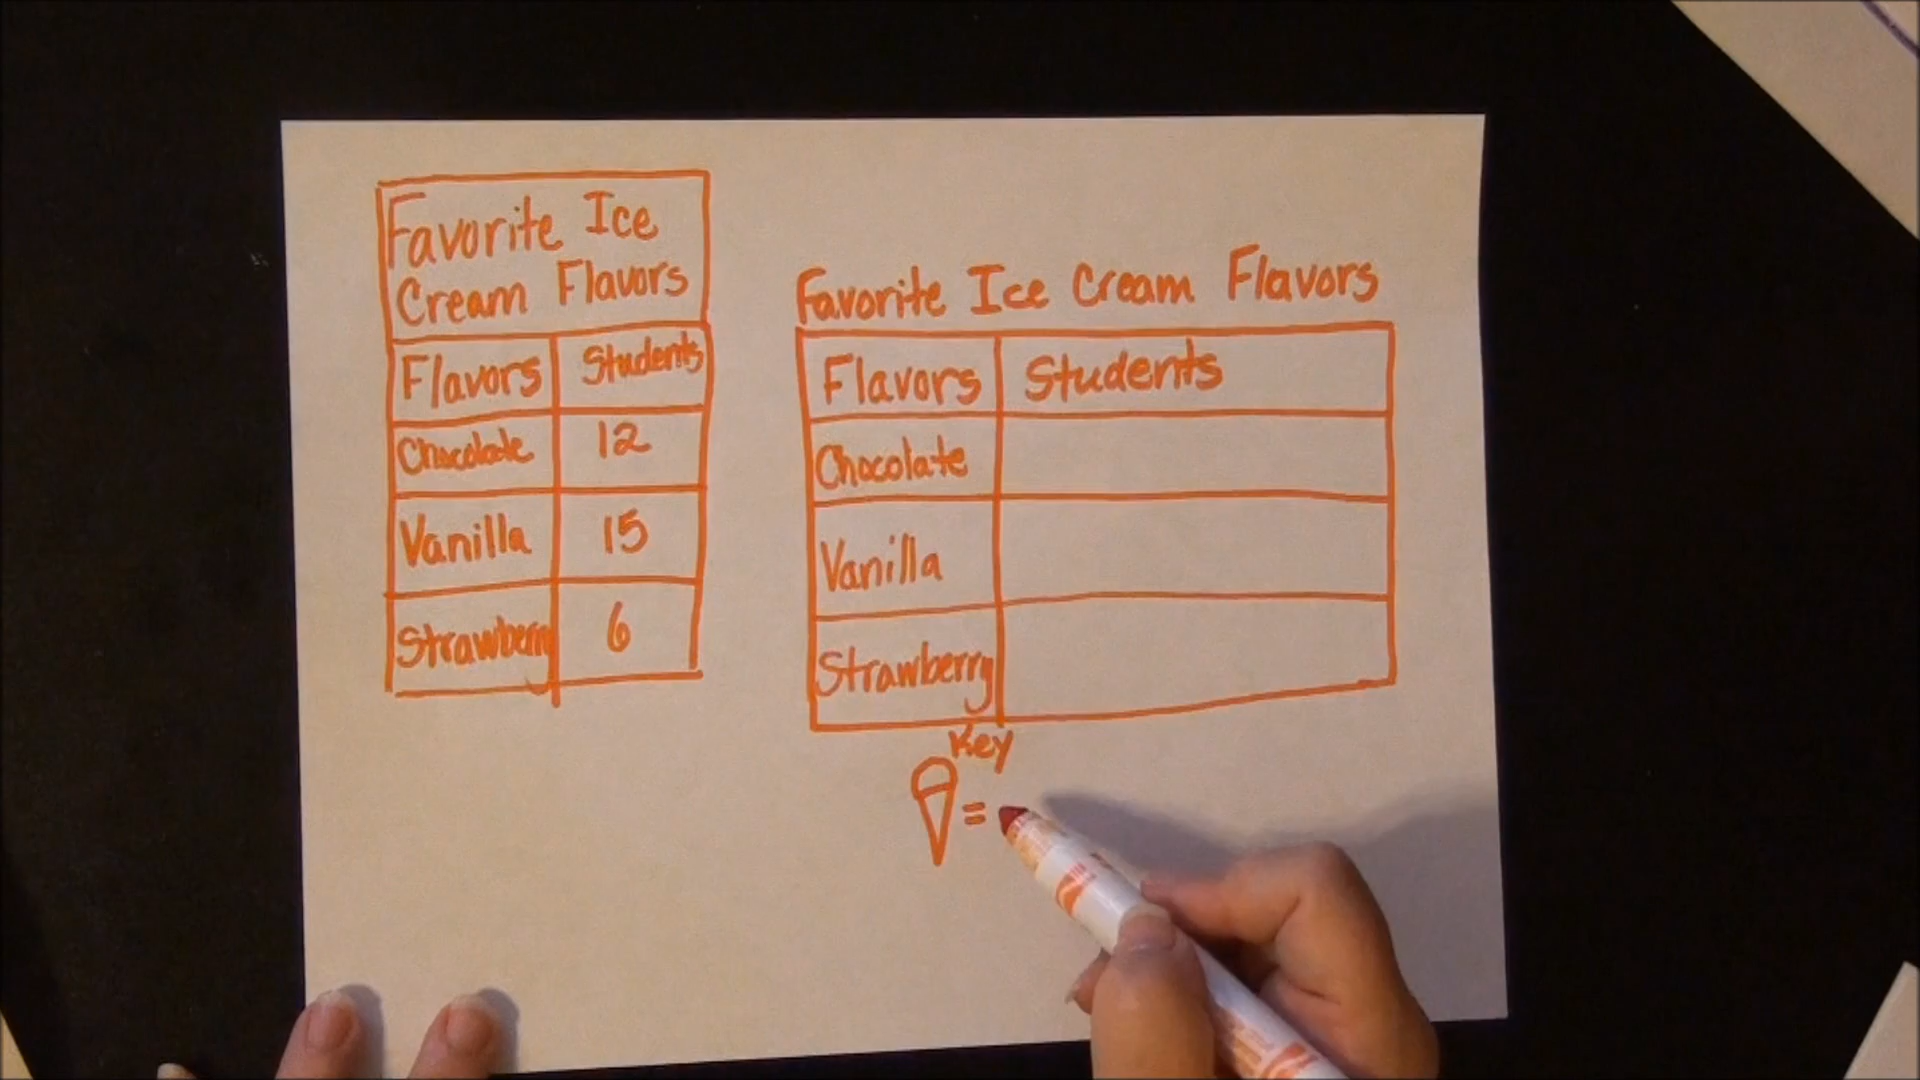 Favorite Ice
Cream Flavors
Flavors Students
Chocolate 12
Vanilla 15
Strawberry 6
Favorite Ice Cream Flavors
Flavors Students
Chocolate
Vanilla
Strawberry
Key
=